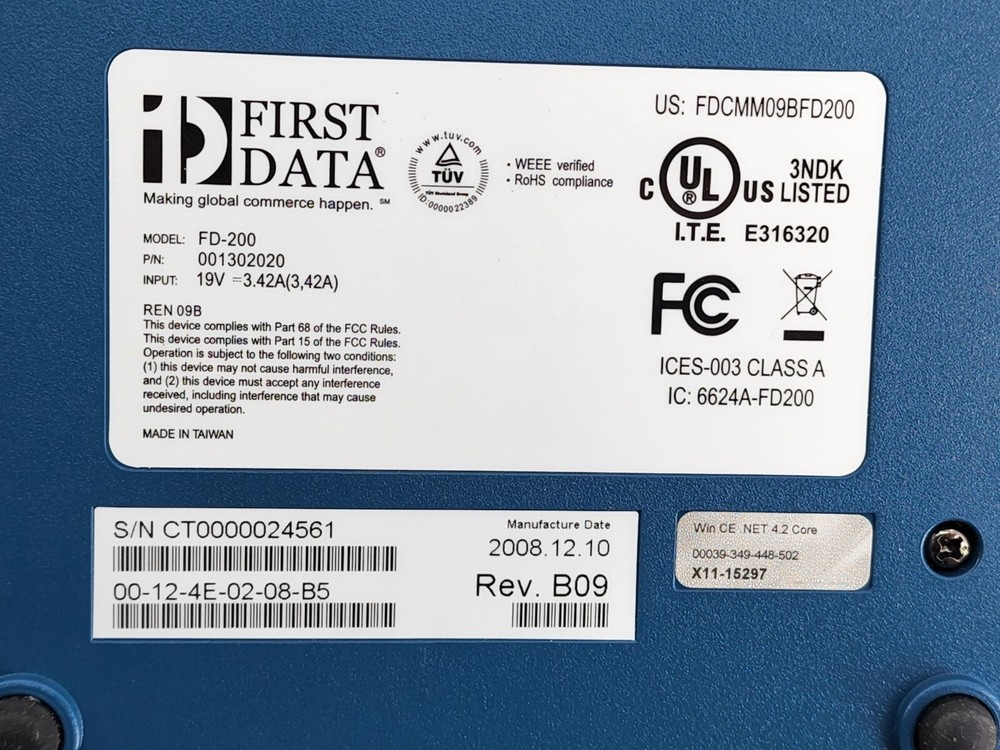 FIRST
DATA®
Making global commerce happen. SM
MODEL: FD-200
P/N: 001302020
INPUT: 19V ⎓3.42A(3,42A)
REN 09B
This device complies with Part 68 of the FCC Rules.
This device complies with Part 15 of the FCC Rules.
Operation is subject to the following two conditions:
(1) this device may not cause harmful interference,
and (2) this device must accept any interference
received, including interference that may cause
undesired operation.
MADE IN TAIWAN
www.tuv.com
TÜV
TÜV Rheinland Group
ID:0000022389
• WEEE verified
• RoHS compliance
US: FDCMM09BFD200
C UL® US 3NDK
LISTED
I.T.E. E316320
FC
ICES-003 CLASS A
IC: 6624A-FD200
S/N CT0000024561
00-12-4E-02-08-B5
Manufacture Date
2008.12.10
Rev. B09
Win CE .NET 4.2 Core
00039-349-448-502
X11-15297